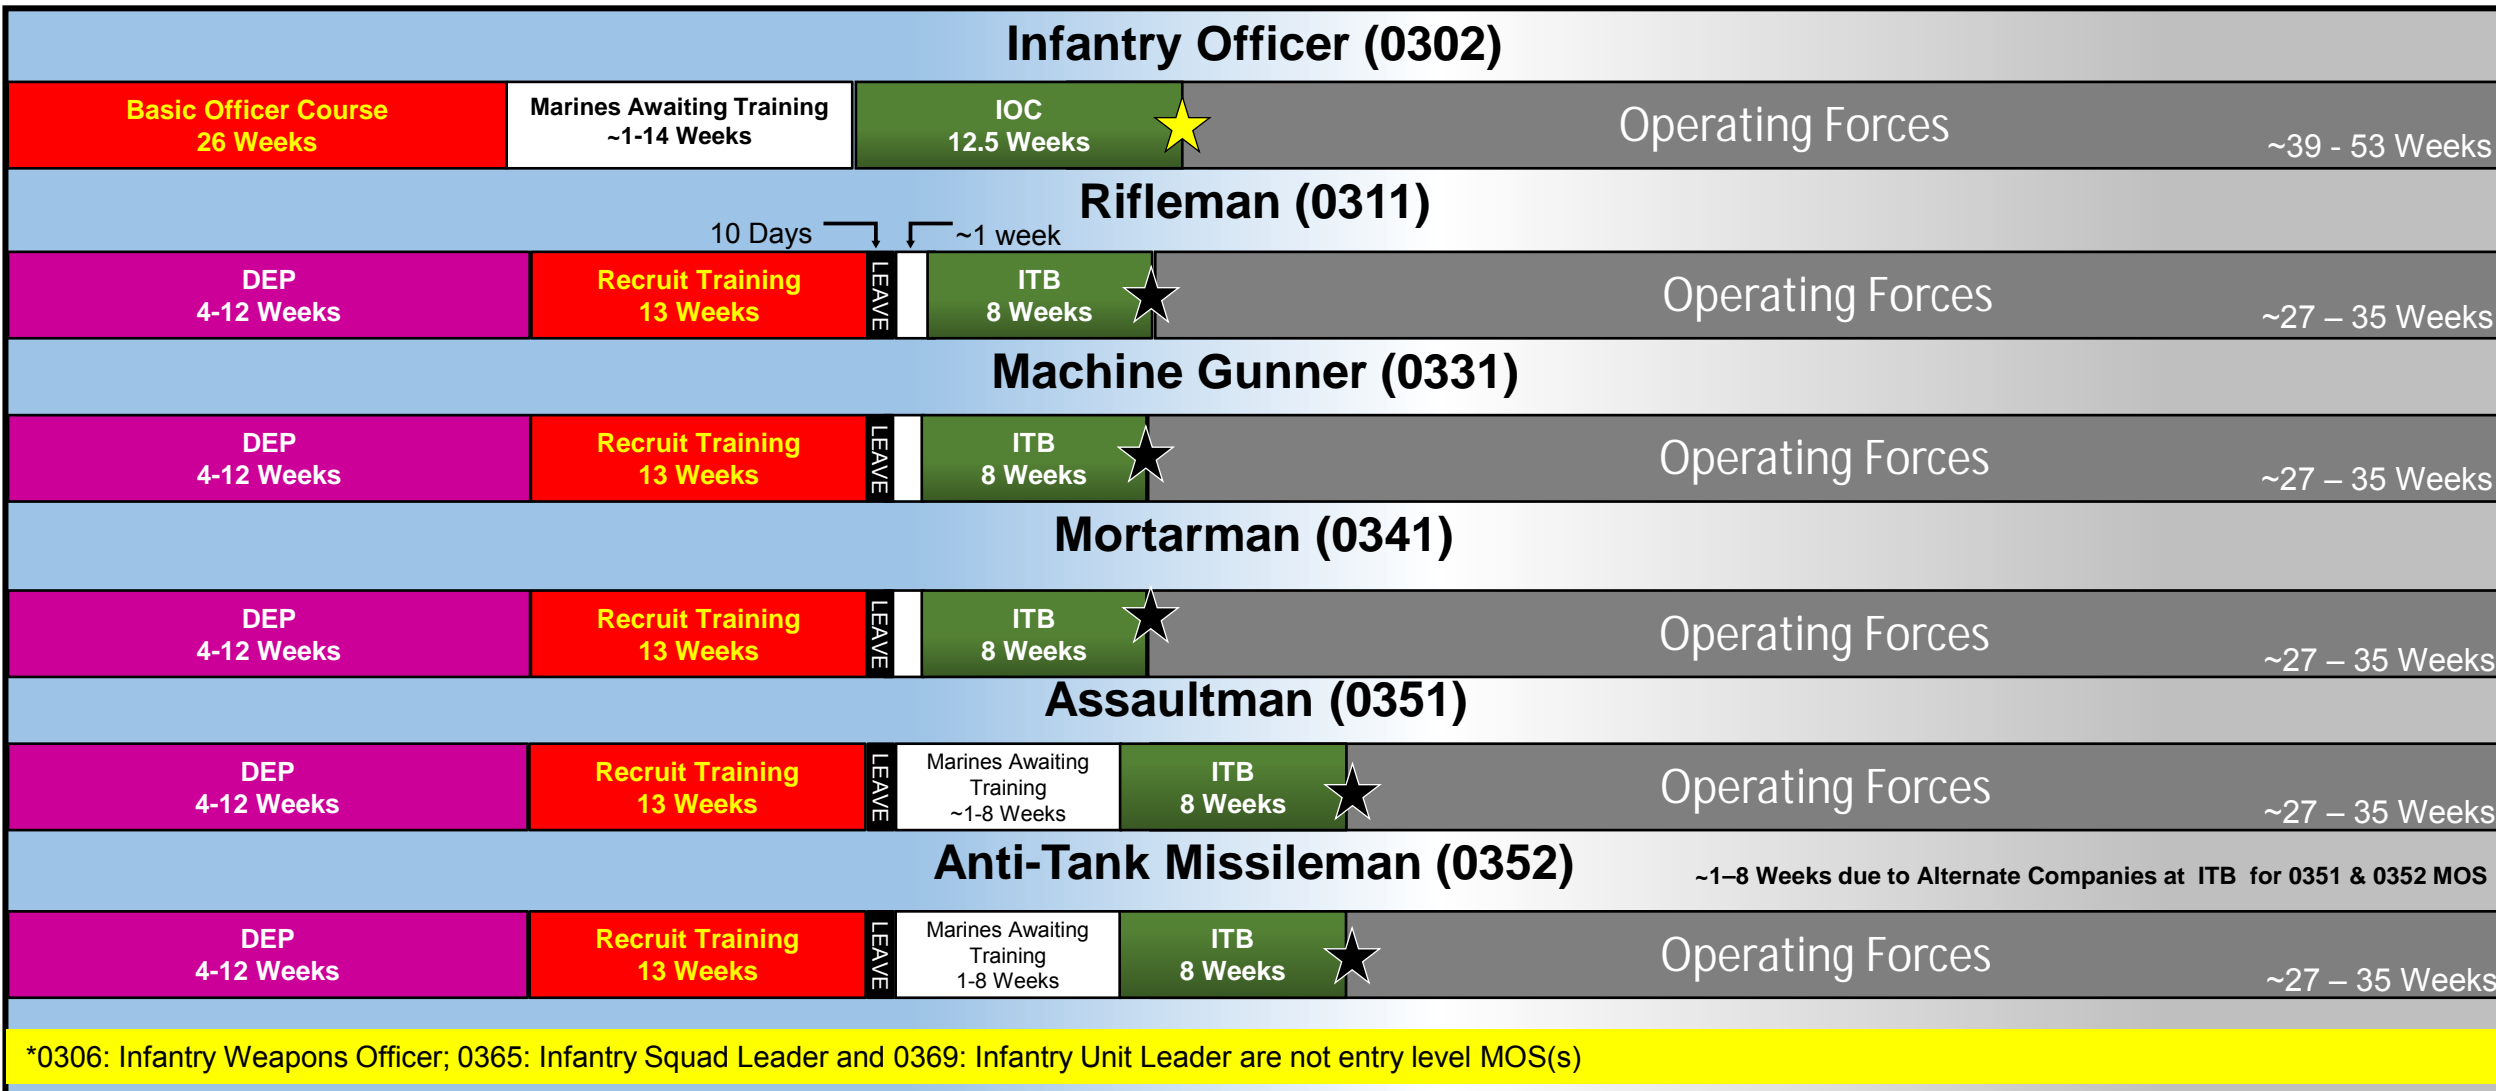 Infantry Officer (0302)
Basic Officer Course
26 Weeks
Marines Awaiting Training
~1-14 Weeks
IOC
12.5 Weeks
Operating Forces
~39 - 53 Weeks
Rifleman (0311)
10 Days
~1 week
DEP
4-12 Weeks
Recruit Training
13 Weeks
LEAVE
ITB
8 Weeks
Operating Forces
~27 – 35 Weeks
Machine Gunner (0331)
DEP
4-12 Weeks
Recruit Training
13 Weeks
LEAVE
ITB
8 Weeks
Operating Forces
~27 – 35 Weeks
Mortarman (0341)
DEP
4-12 Weeks
Recruit Training
13 Weeks
LEAVE
ITB
8 Weeks
Operating Forces
~27 – 35 Weeks
Assaultman (0351)
DEP
4-12 Weeks
Recruit Training
13 Weeks
LEAVE
Marines Awaiting
Training
~1-8 Weeks
ITB
8 Weeks
Operating Forces
~27 – 35 Weeks
Anti-Tank Missileman (0352)
~1–8 Weeks due to Alternate Companies at ITB for 0351 & 0352 MOS
DEP
4-12 Weeks
Recruit Training
13 Weeks
LEAVE
Marines Awaiting
Training
1-8 Weeks
ITB
8 Weeks
Operating Forces
~27 – 35 Weeks
*0306: Infantry Weapons Officer; 0365: Infantry Squad Leader and 0369: Infantry Unit Leader are not entry level MOS(s)